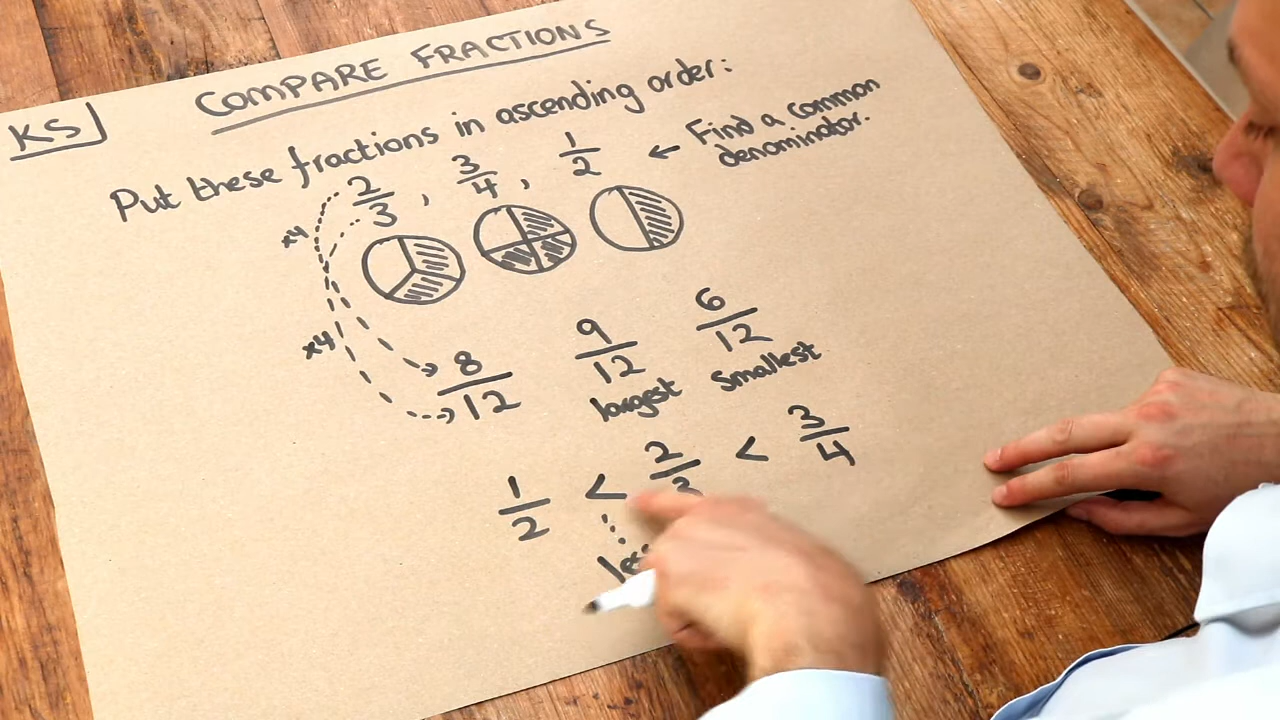 COMPARE FRACTIONS
KS
Put these fractions in ascending order:
2/3 , 3/4 , 1/2 ← Find a common denominator.
x4
x4
8/12 9/12 6/12
largest smallest
1/2 < 2/3 < 3/4